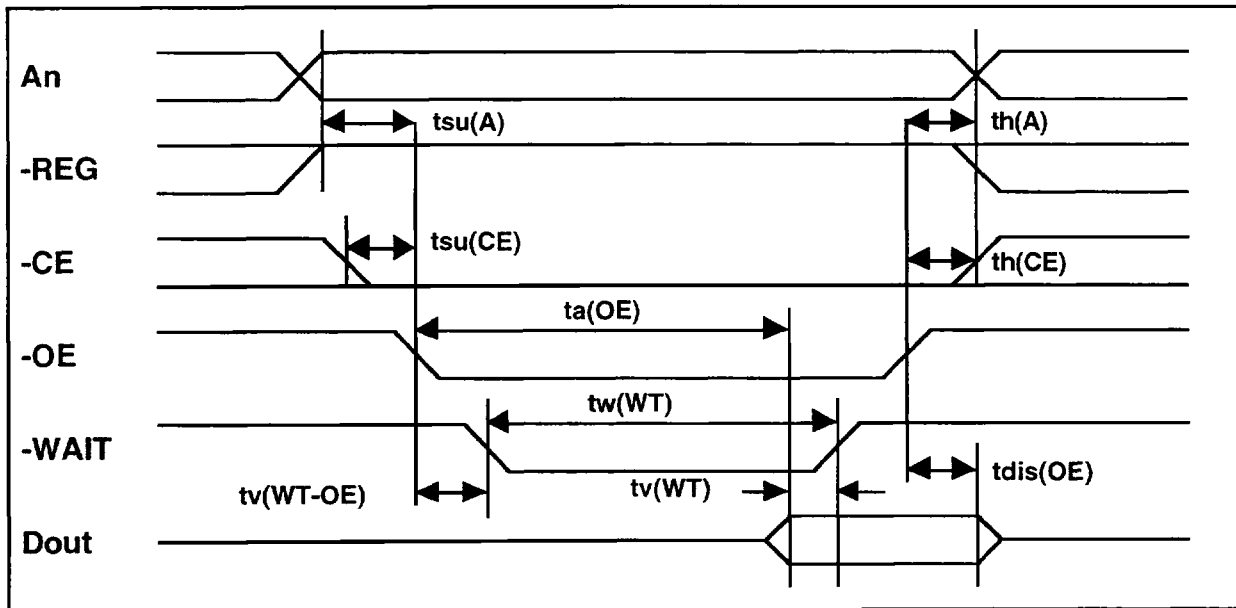 An
tsu(A)
th(A)
-REG
tsu(CE)
-CE
th(CE)
ta(OE)
-OE
tw(WT)
-WAIT
tdis(OE)
tv(WT-OE)
tv(WT)
Dout